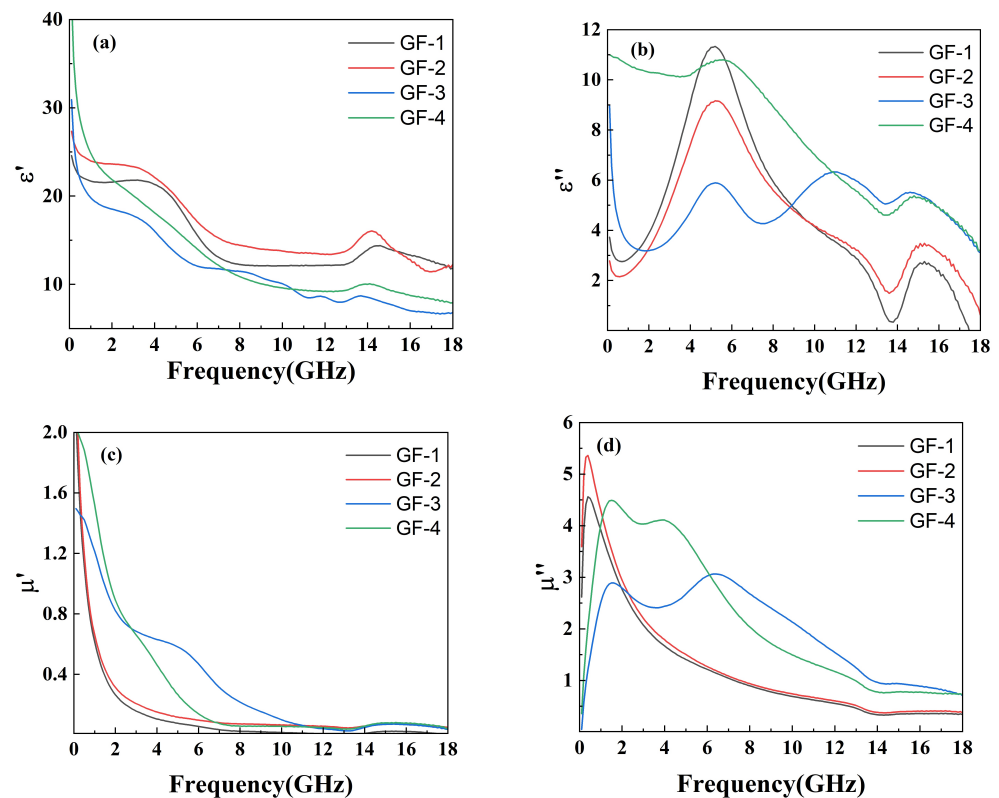 (a)
GF-1
GF-2
GF-3
GF-4
ε'
40
30
20
10
0 2 4 6 8 10 12 14 16 18
Frequency(GHz)
(b)
GF-1
GF-2
GF-3
GF-4
ε''
12
10
8
6
4
2
0 2 4 6 8 10 12 14 16 18
Frequency(GHz)
(c)
GF-1
GF-2
GF-3
GF-4
μ'
2.0
1.6
1.2
0.8
0.4
0 2 4 6 8 10 12 14 16 18
Frequency(GHz)
(d)
GF-1
GF-2
GF-3
GF-4
μ''
6
5
4
3
2
1
0 2 4 6 8 10 12 14 16 18
Frequency(GHz)